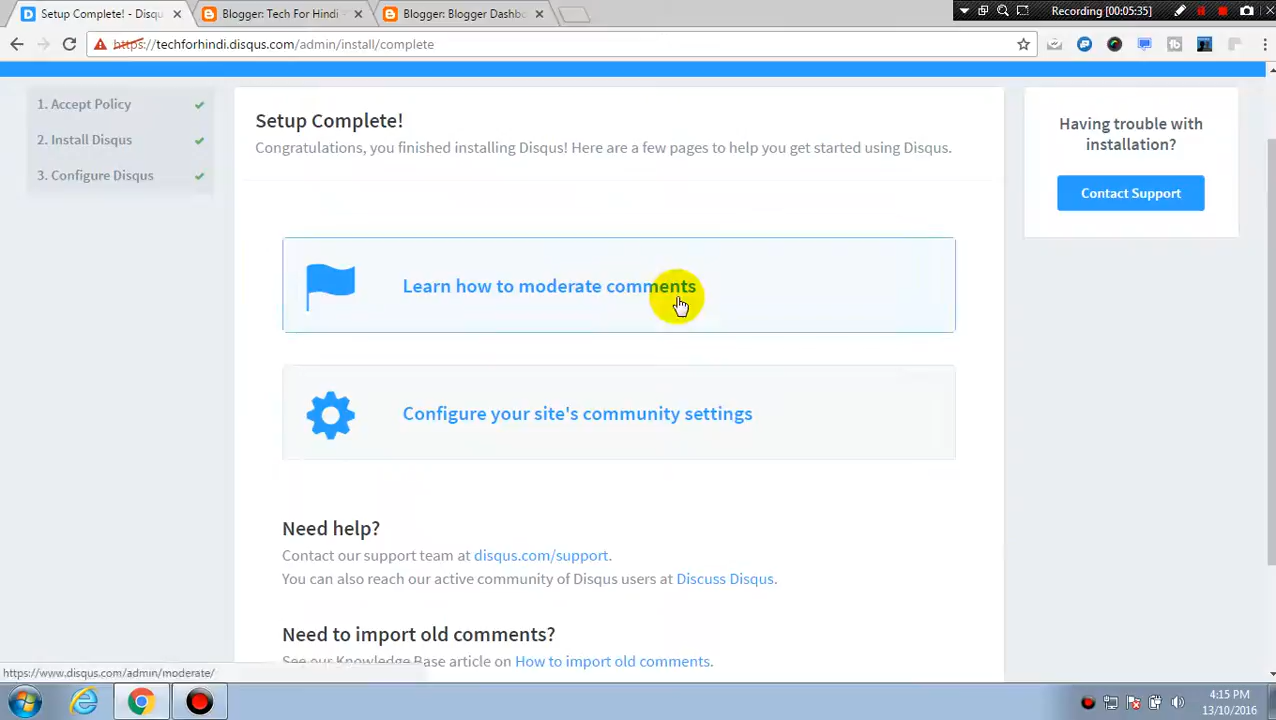 Setup Complete! - Disqu
Blogger: Tech For Hindi
Blogger: Blogger Dashb
Recording [00:05:35]
https://techforhindi.disqus.com/admin/install/complete
1. Accept Policy
2. Install Disqus
3. Configure Disqus
Setup Complete!
Congratulations, you finished installing Disqus! Here are a few pages to help you get started using Disqus.
Having trouble with
installation?
Contact Support
Learn how to moderate comments
Configure your site's community settings
Need help?
Contact our support team at disqus.com/support.
You can also reach our active community of Disqus users at Discuss Disqus.
Need to import old comments?
See our Knowledge Base article on How to import old comments.
https://www.disqus.com/admin/moderate/
4:15 PM
13/10/2016